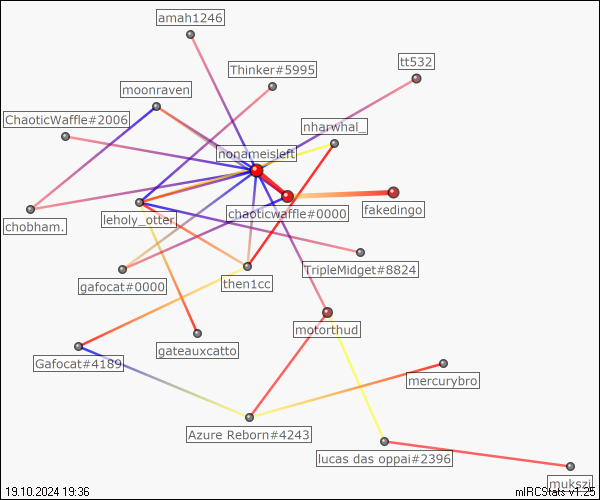 amah1246
tt532
Thinker#5995
moonraven
ChaoticWaffle#2006
nharwhal_
nonameisleft
chaoticwaffle#0000
fakedingo
leholy_otter
chobham.
TripleMidget#8824
gafocat#0000
then1cc
motorthud
gateauxcatto
Gafocat#4189
mercurybro
Azure Reborn#4243
lucas das oppai#2396
mukszi
19.10.2024 19:36
mIRCStats v1.25